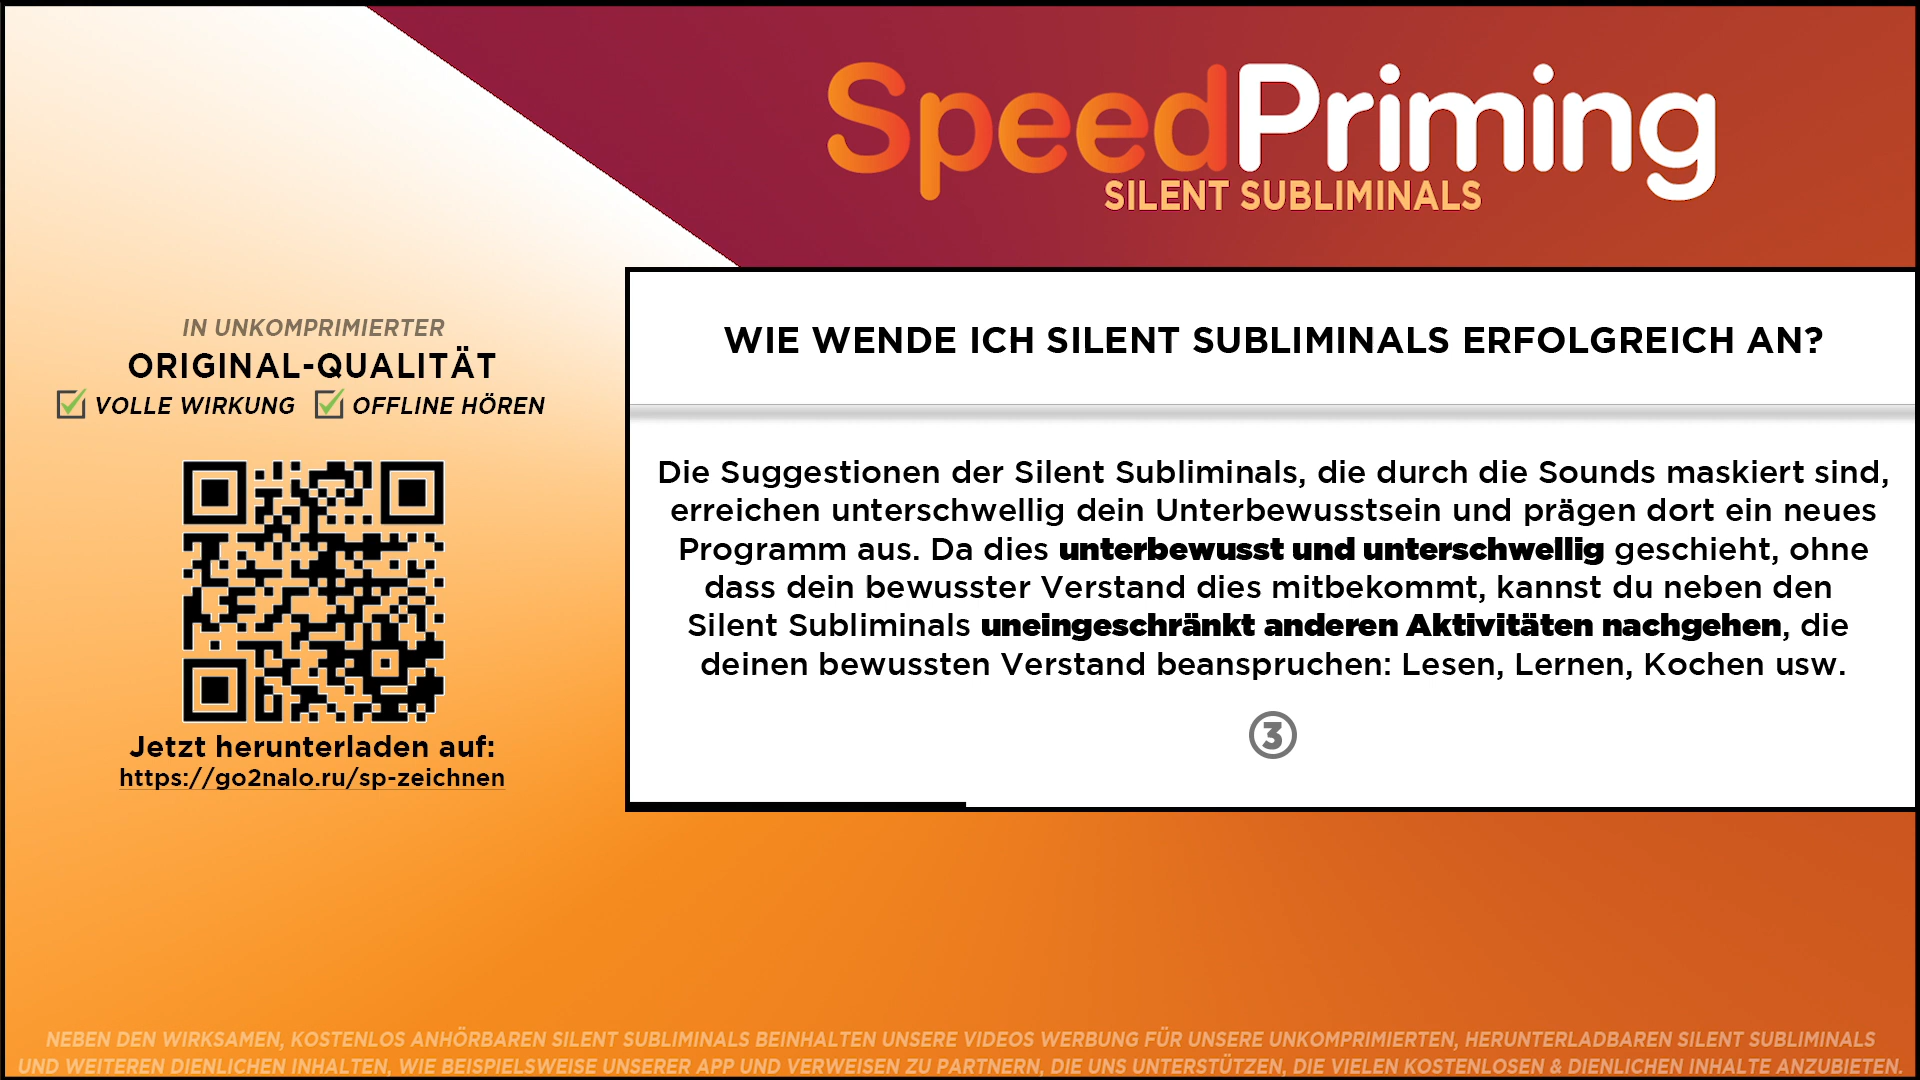 SpeedPriming
SILENT SUBLIMINALS
IN UNKOMPRIMIERTER
ORIGINAL-QUALITÄT
VOLLE WIRKUNG OFFLINE HÖREN
Jetzt herunterladen auf:
https://go2nalo.ru/sp-zeichnen
WIE WENDE ICH SILENT SUBLIMINALS ERFOLGREICH AN?
Die Suggestionen der Silent Subliminals, die durch die Sounds maskiert sind,
erreichen unterschwellig dein Unterbewusstsein und prägen dort ein neues
Programm aus. Da dies unterbewusst und unterschwellig geschieht, ohne
dass dein bewusster Verstand dies mitbekommt, kannst du neben den
Silent Subliminals uneingeschränkt anderen Aktivitäten nachgehen, die
deinen bewussten Verstand beanspruchen: Lesen, Lernen, Kochen usw.
3
NEBEN DEN WIRKSAMEN, KOSTENLOS ANHÖRBAREN SILENT SUBLIMINALS BEINHALTEN UNSERE VIDEOS WERBUNG FÜR UNSERE UNKOMPRIMIERTEN, HERUNTERLADBAREN SILENT SUBLIMINALS
UND WEITEREN DIENLICHEN INHALTEN, WIE BEISPIELSWEISE UNSERER APP UND VERWEISEN ZU PARTNERN, DIE UNS UNTERSTÜTZEN, DIE VIELEN KOSTENLOSEN & DIENLICHEN INHALTE ANZUBIETEN.